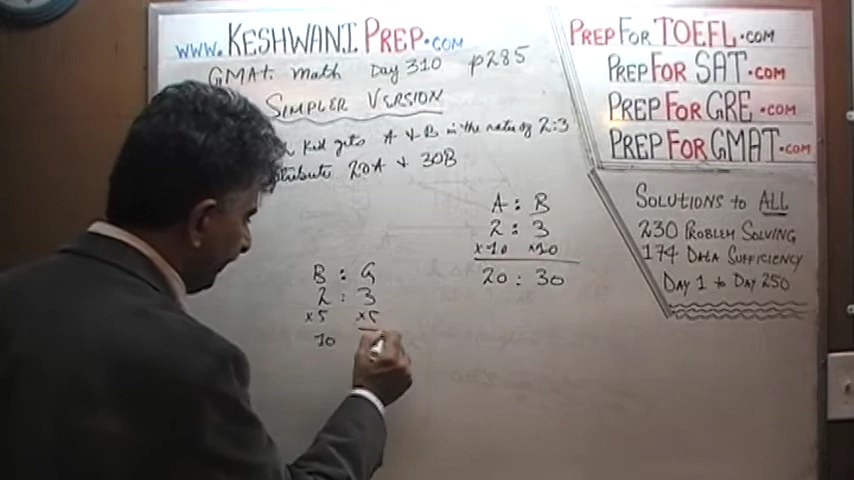 www.KESHWANI PREP.com
GMAT: Math Day 310 p285
SIMPLER VERSION
Kid gets A & B in the ratio of 2:3
20A & 30B
A : B
2 : 3
×10 ×10
20 : 30
B : G
2 : 3
×5 ×5
10
PREP FOR TOEFL.com
PREP FOR SAT.com
PREP FOR GRE.com
PREP FOR GMAT.com
SOLUTIONS to ALL
230 PROBLEM SOLVING
174 DATA SUFFICIENCY
DAY 1 to DAY 250